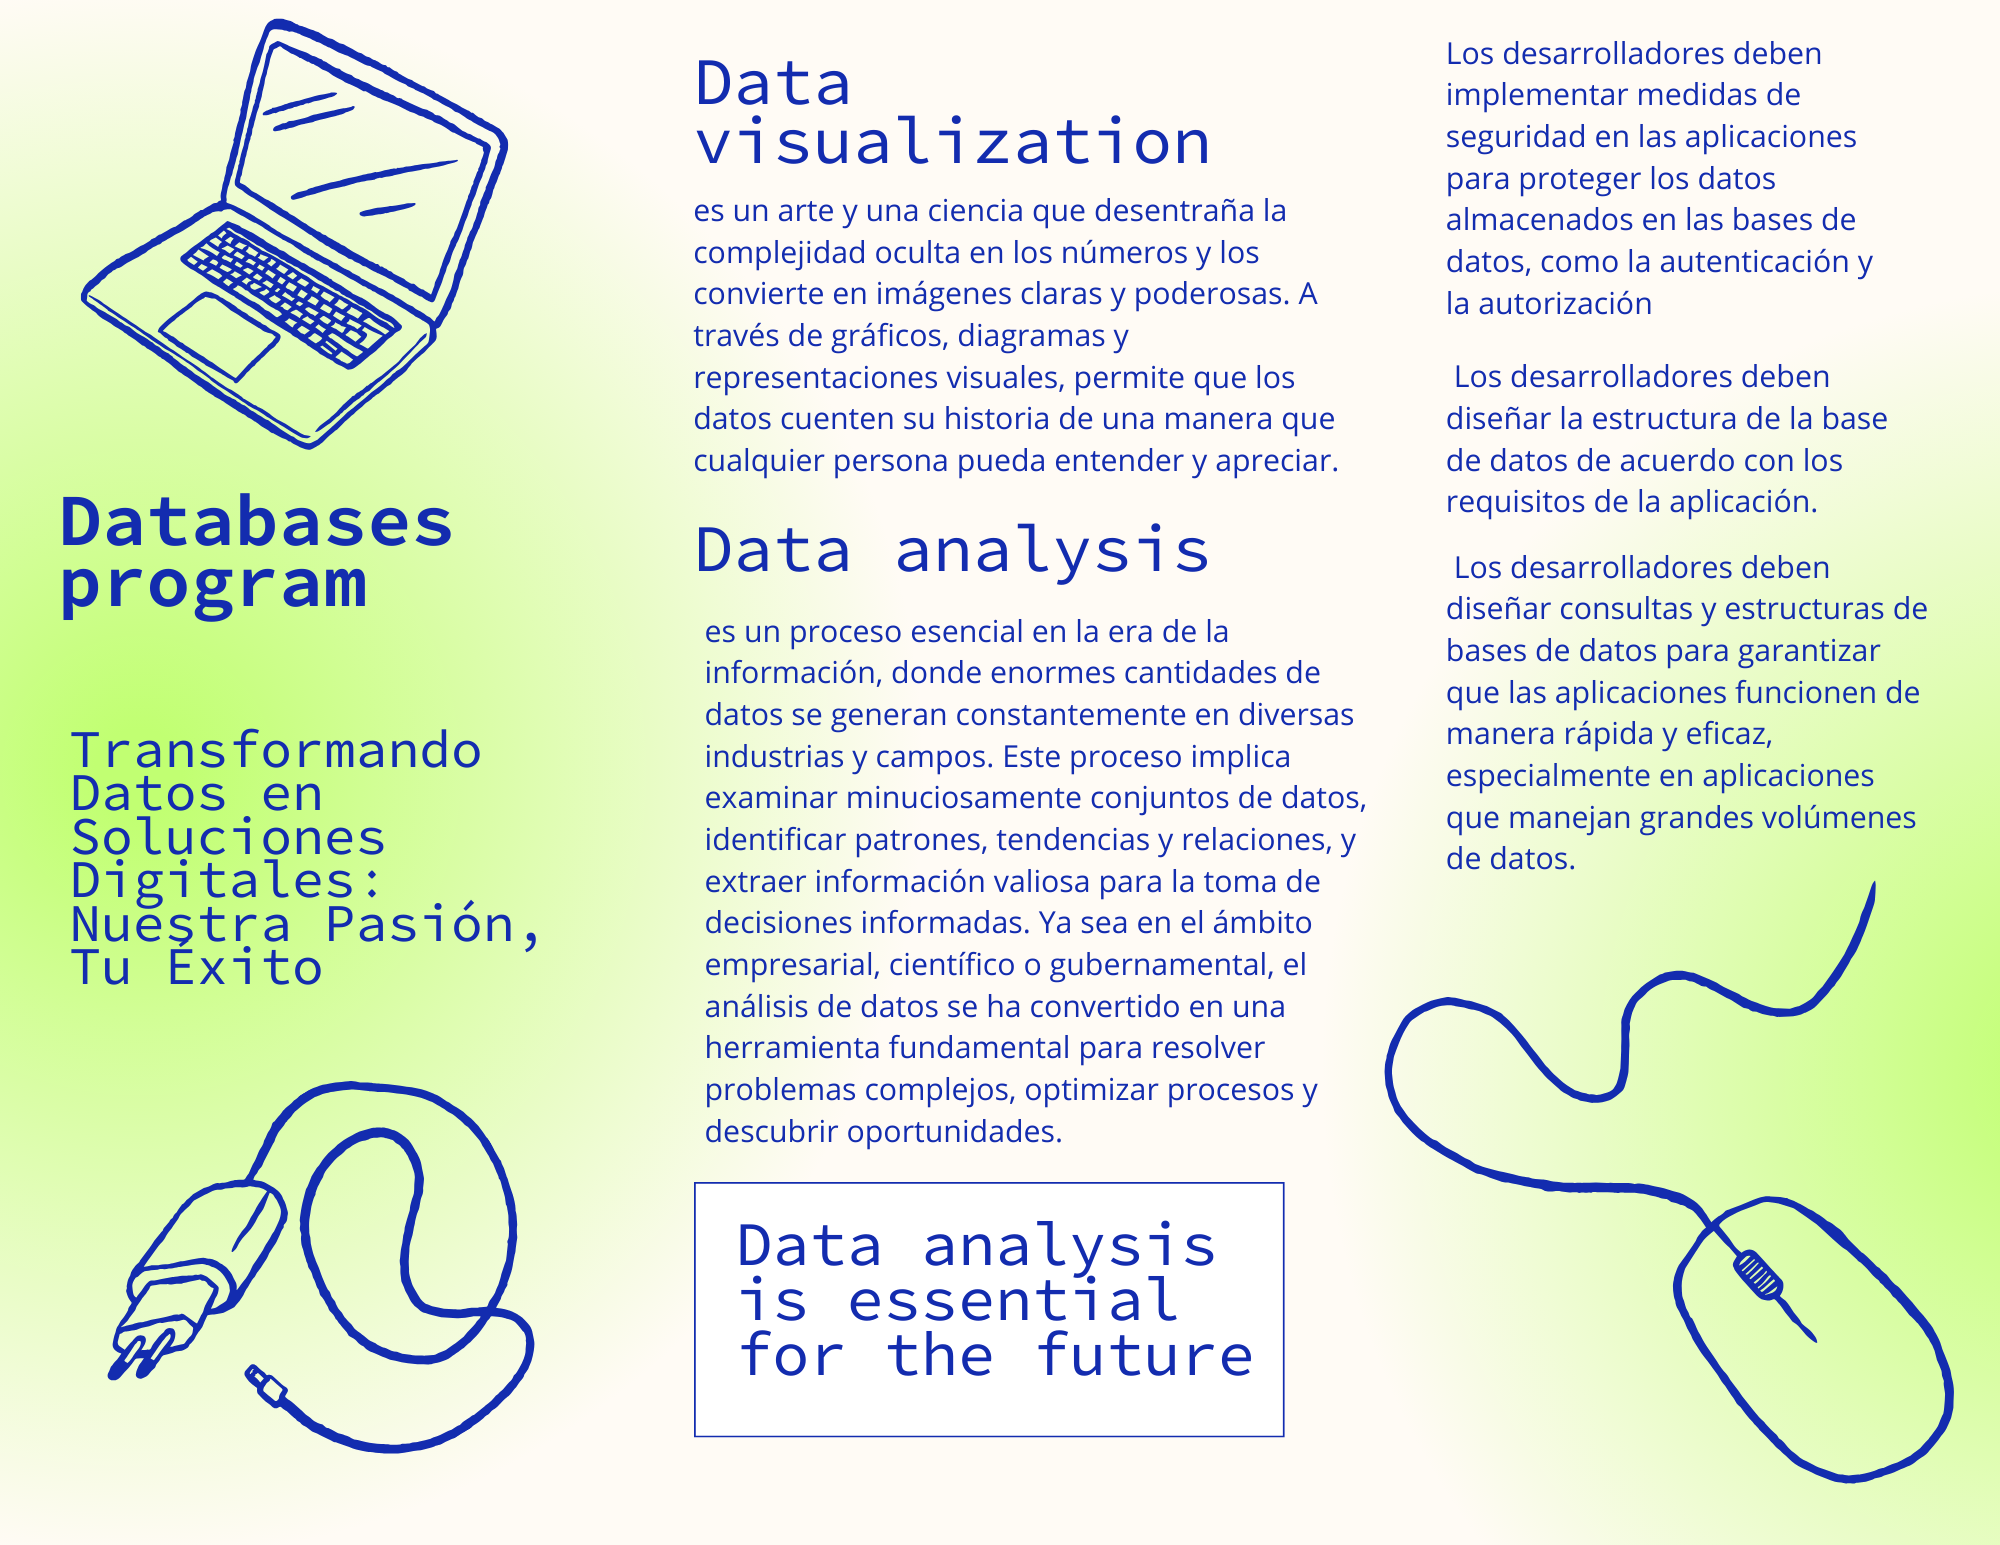 Databases
program
Transformando
Datos en
Soluciones
Digitales:
Nuestra Pasión,
Tu Éxito
Data
visualization
es un arte y una ciencia que desentraña la
complejidad oculta en los números y los
convierte en imágenes claras y poderosas. A
través de gráficos, diagramas y
representaciones visuales, permite que los
datos cuenten su historia de una manera que
cualquier persona pueda entender y apreciar.
Data analysis
es un proceso esencial en la era de la
información, donde enormes cantidades de
datos se generan constantemente en diversas
industrias y campos. Este proceso implica
examinar minuciosamente conjuntos de datos,
identificar patrones, tendencias y relaciones, y
extraer información valiosa para la toma de
decisiones informadas. Ya sea en el ámbito
empresarial, científico o gubernamental, el
análisis de datos se ha convertido en una
herramienta fundamental para resolver
problemas complejos, optimizar procesos y
descubrir oportunidades.
Data analysis
is essential
for the future
Los desarrolladores deben
implementar medidas de
seguridad en las aplicaciones
para proteger los datos
almacenados en las bases de
datos, como la autenticación y
la autorización
Los desarrolladores deben
diseñar la estructura de la base
de datos de acuerdo con los
requisitos de la aplicación.
Los desarrolladores deben
diseñar consultas y estructuras de
bases de datos para garantizar
que las aplicaciones funcionen de
manera rápida y eficaz,
especialmente en aplicaciones
que manejan grandes volúmenes
de datos.